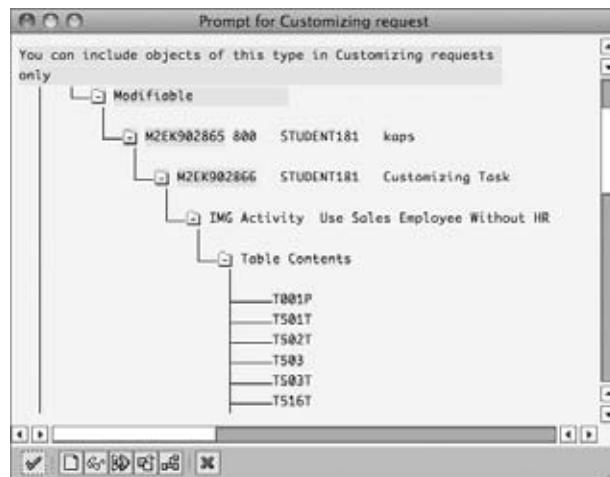 Prompt for Customizing request
You can include objects of this type in Customizing requests
only
Modifiable
M2EK902865 800 STUDENT181 kaps
M2EK902866 STUDENT181 Customizing Task
IMG Activity Use Sales Employee Without HR
Table Contents
T001P
T501T
T502T
T503
T503T
T516T